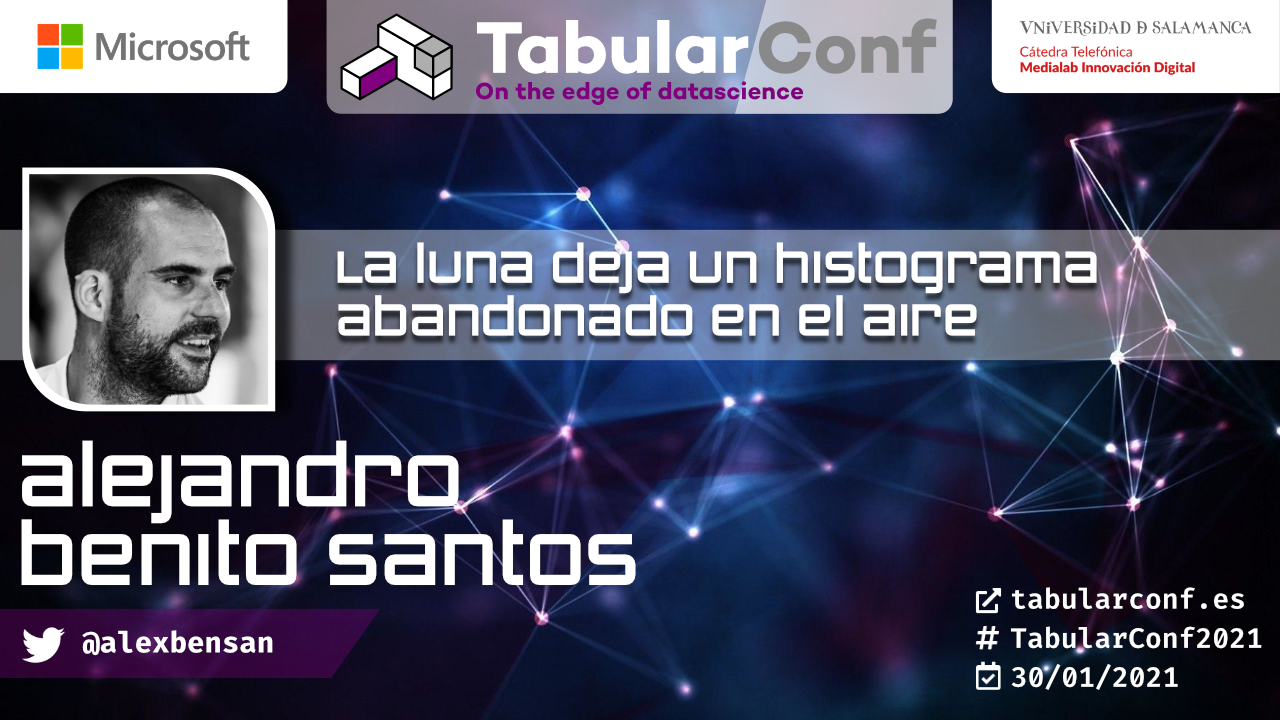 Microsoft
TabularConf
On the edge of datascience
VNiVERSiDAD Ð SALAMANCA
Cátedra Telefónica
Medialab Innovación Digital
La luna deja un histograma
abandonado en el aire
alejandro
benito santos
@alexbensan
tabularconf.es
# TabularConf2021
30/01/2021